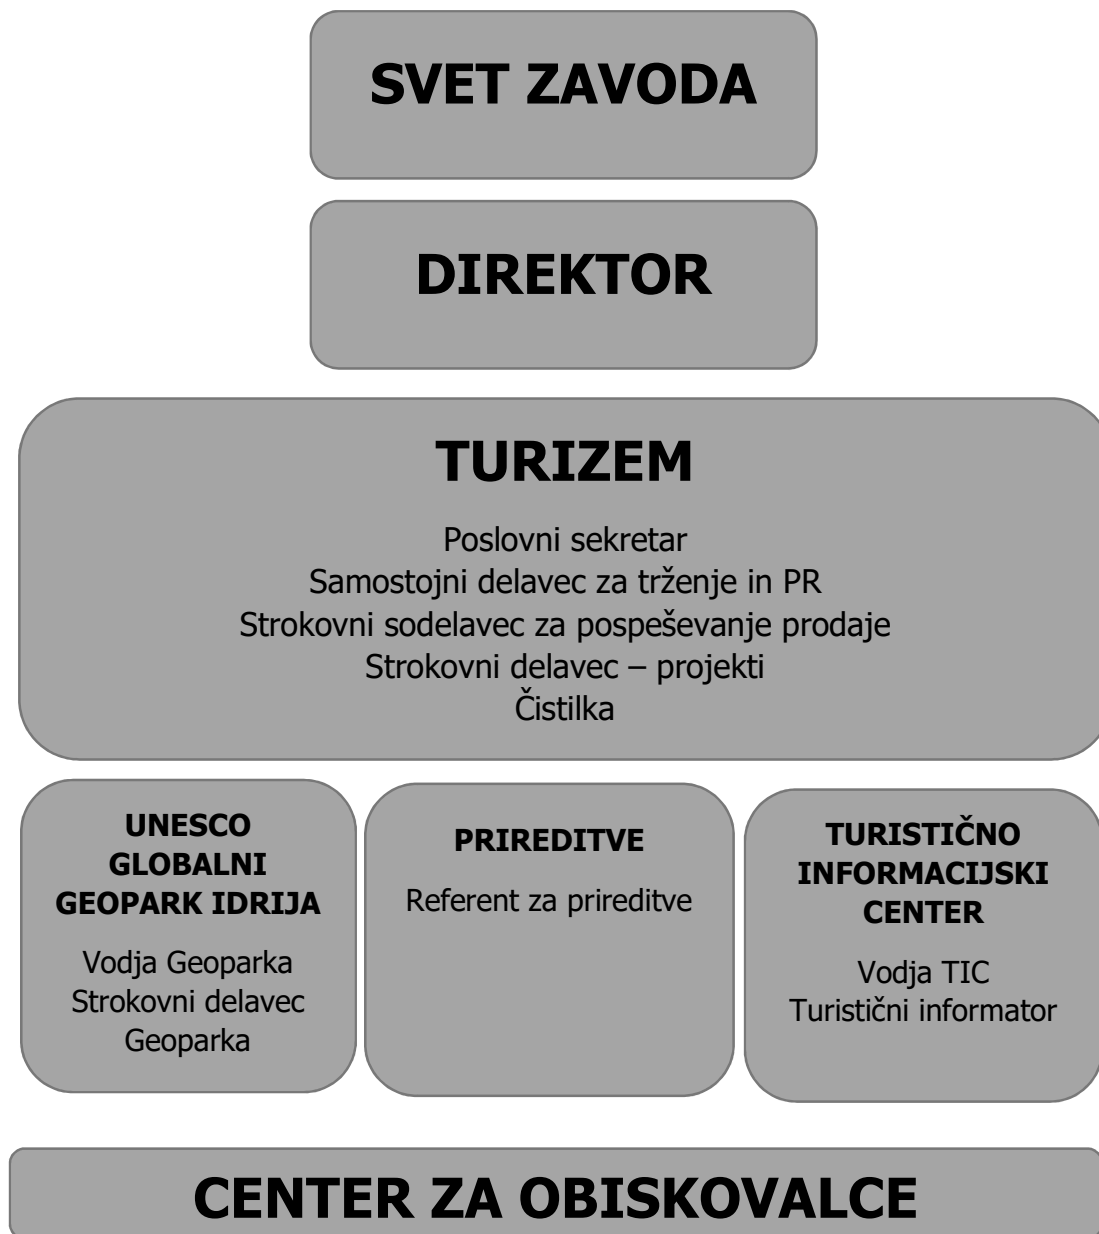 SVET ZAVODA
DIREKTOR
TURIZEM
Poslovni sekretar
Samostojni delavec za trženje in PR
Strokovni sodelavec za pospeševanje prodaje
Strokovni delavec – projekti
Čistilka
UNESCO
GLOBALNI
GEOPARK IDRIJA
Vodja Geoparka
Strokovni delavec
Geoparka
PRIREDITVE
Referent za prireditve
TURISTIČNO
INFORMACIJSKI
CENTER
Vodja TIC
Turistični informator
CENTER ZA OBISKOVALCE